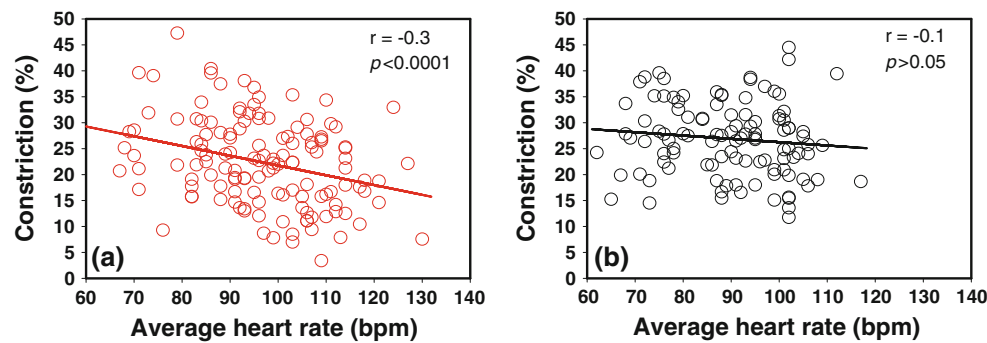 50
45
40
35
30
25
20
15
10
5
0
Constriction (%)
r = -0.3
p<0.0001
(a)
60 70 80 90 100 110 120 130 140
Average heart rate (bpm)
50
45
40
35
30
25
20
15
10
5
0
Constriction (%)
r = -0.1
p>0.05
(b)
60 70 80 90 100 110 120 130 140
Average heart rate (bpm)